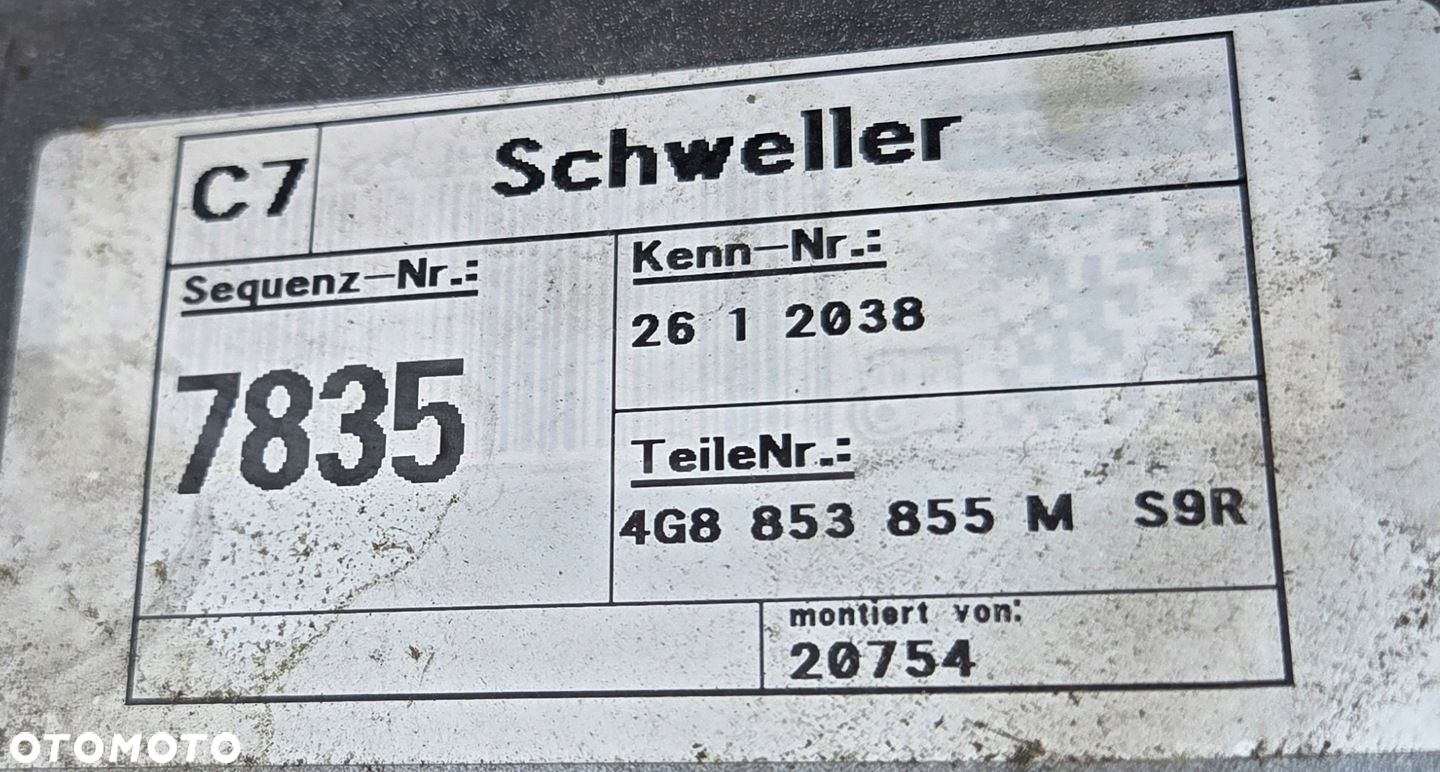 C7 Schweller
Sequenz-Nr.:
7835
Kenn-Nr.:
26 1 2038
TeileNr.:
4G8 853 855 M S9R
montiert von:
20754
OTOMOTO